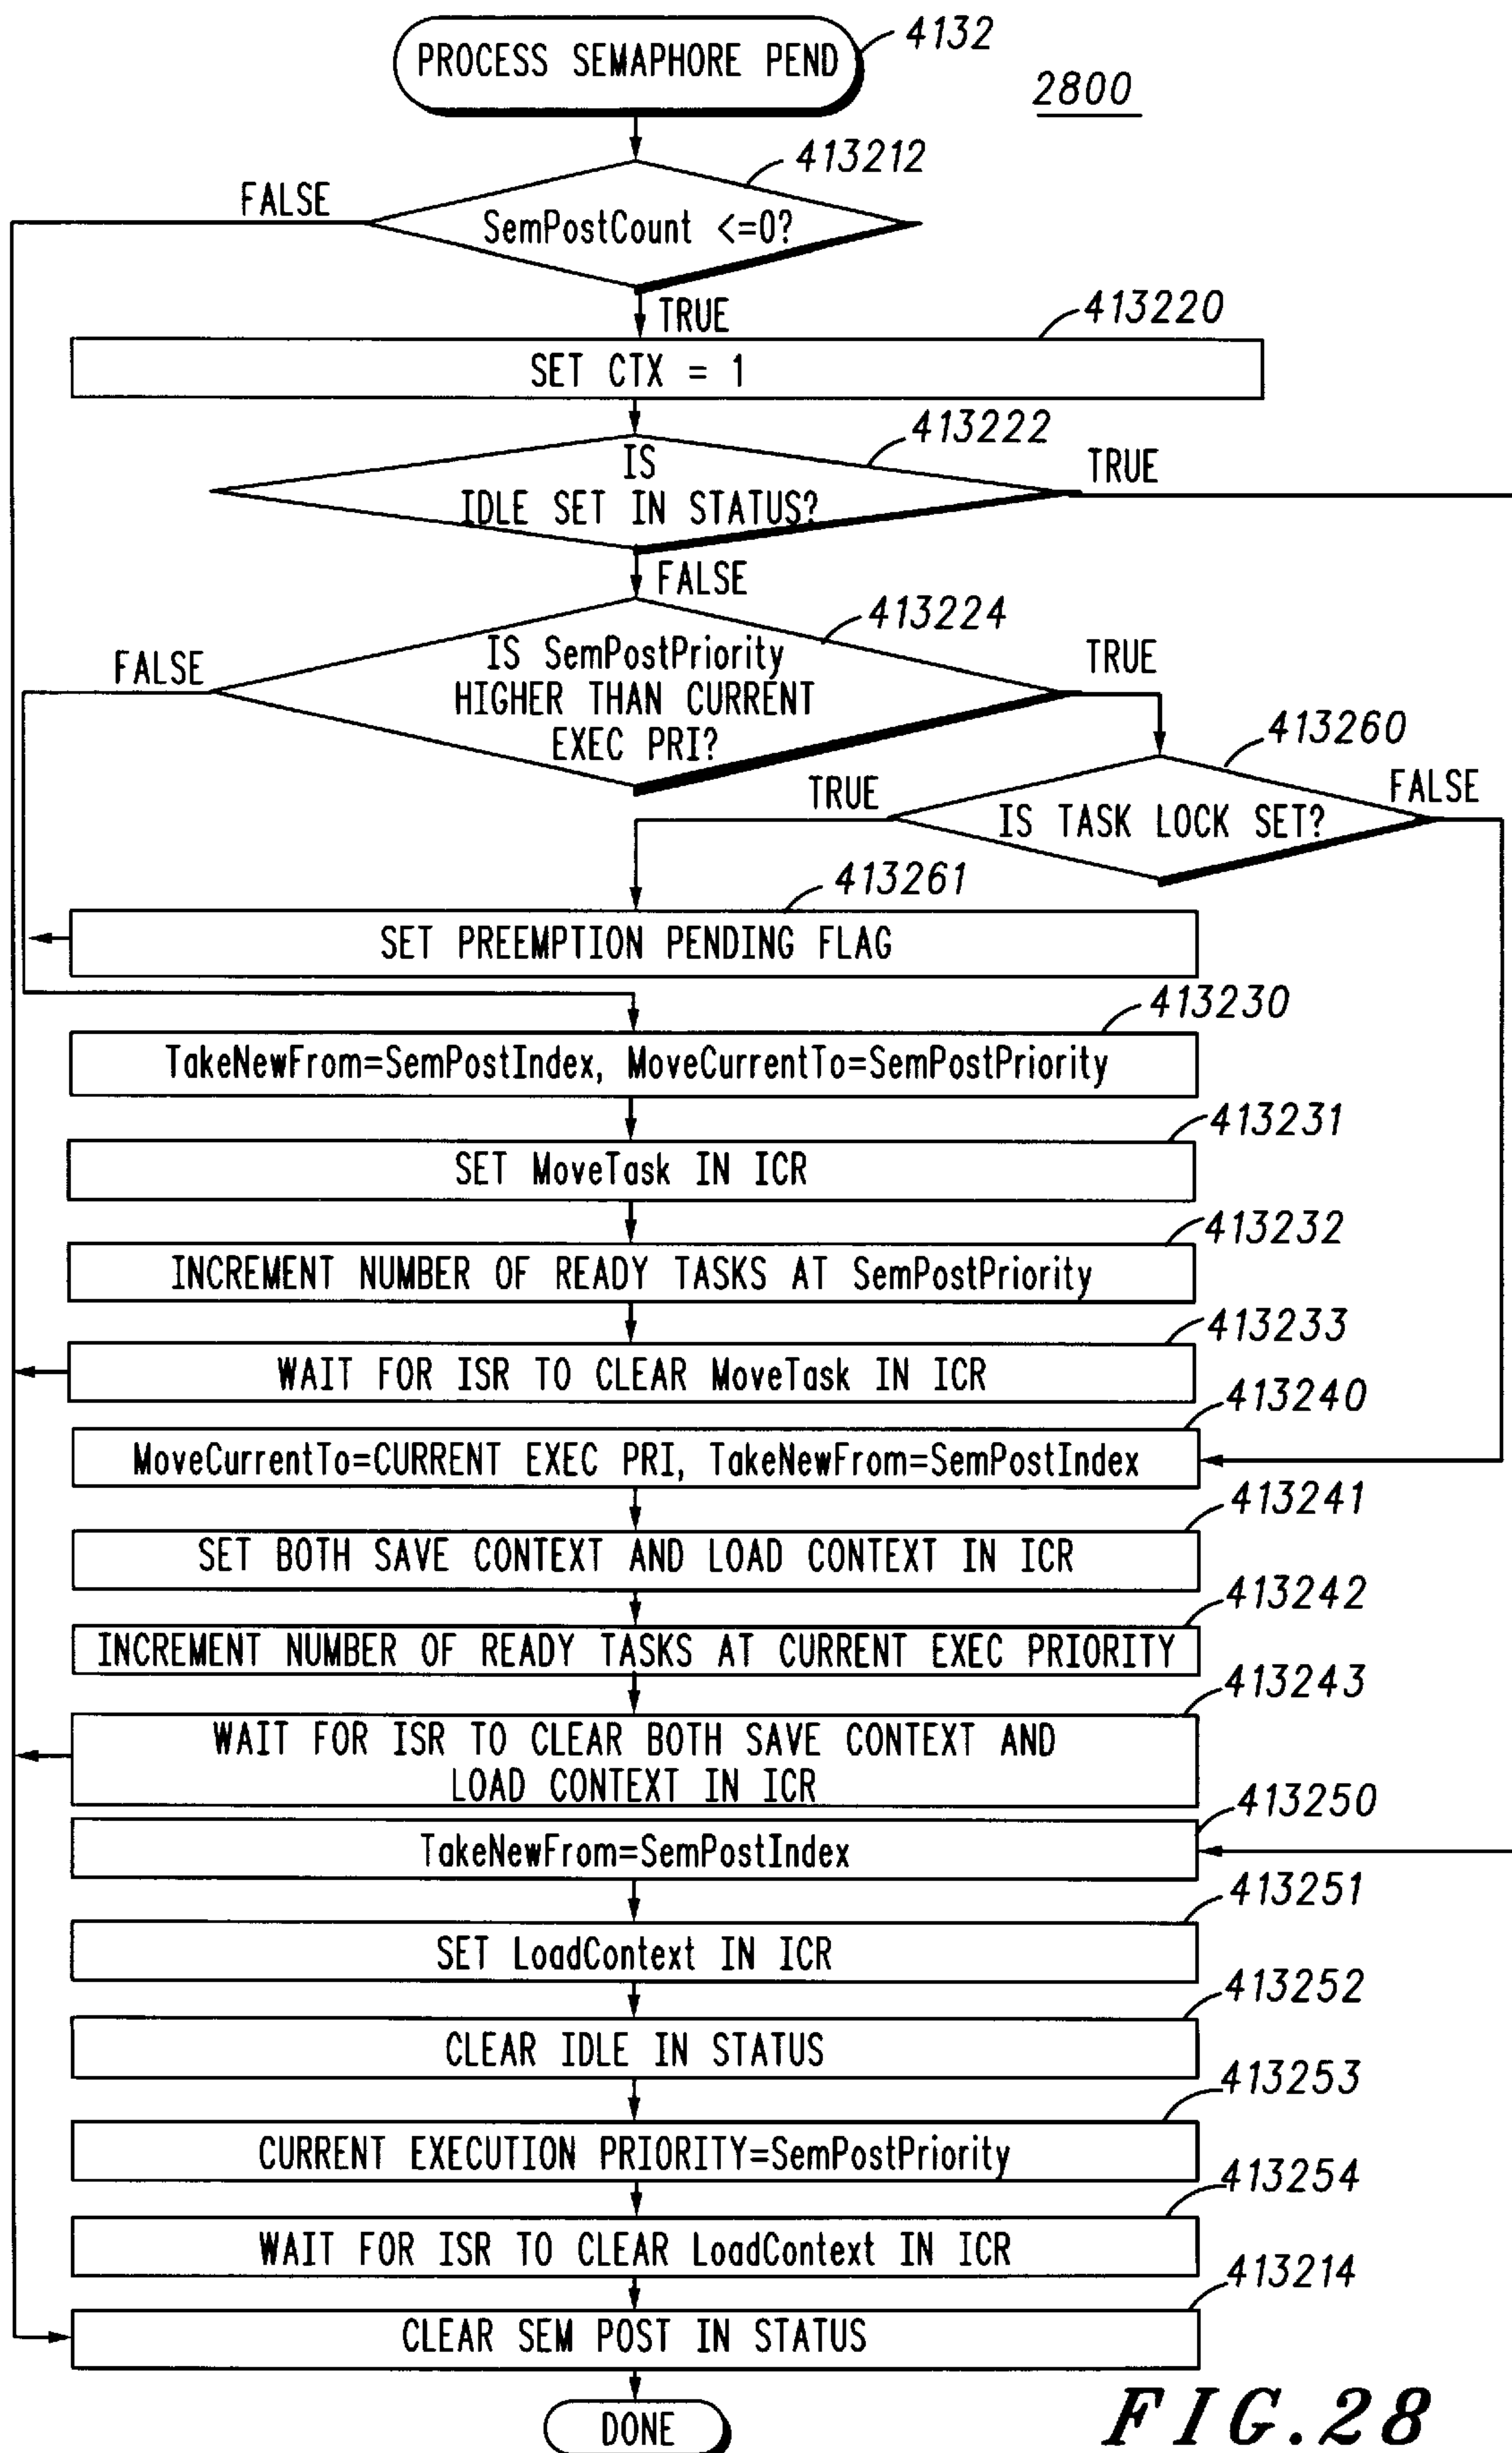 PROCESS SEMAPHORE PEND
4132
2800
413212
FALSE
SemPostCount <=0?
TRUE
413220
SET CTX = 1
413222
IS
IDLE SET IN STATUS?
TRUE
FALSE
413224
IS SemPostPriority
HIGHER THAN CURRENT
EXEC PRI?
FALSE
TRUE
413260
TRUE
FALSE
IS TASK LOCK SET?
413261
SET PREEMPTION PENDING FLAG
413230
TakeNewFrom=SemPostIndex, MoveCurrentTo=SemPostPriority
413231
SET MoveTask IN ICR
413232
INCREMENT NUMBER OF READY TASKS AT SemPostPriority
413233
WAIT FOR ISR TO CLEAR MoveTask IN ICR
413240
MoveCurrentTo=CURRENT EXEC PRI, TakeNewFrom=SemPostIndex
413241
SET BOTH SAVE CONTEXT AND LOAD CONTEXT IN ICR
413242
INCREMENT NUMBER OF READY TASKS AT CURRENT EXEC PRIORITY
413243
WAIT FOR ISR TO CLEAR BOTH SAVE CONTEXT AND
LOAD CONTEXT IN ICR
413250
TakeNewFrom=SemPostIndex
413251
SET LoadContext IN ICR
413252
CLEAR IDLE IN STATUS
413253
CURRENT EXECUTION PRIORITY=SemPostPriority
413254
WAIT FOR ISR TO CLEAR LoadContext IN ICR
413214
CLEAR SEM POST IN STATUS
DONE
FIG.28